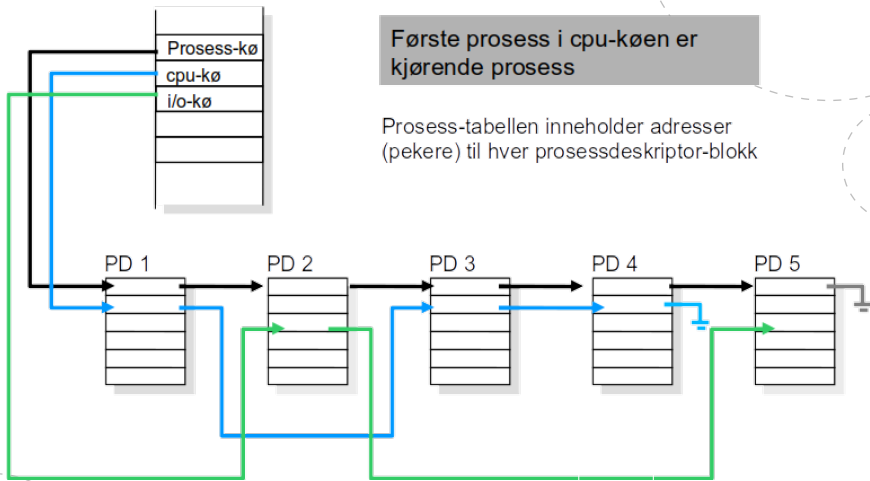 Prosess-kø
cpu-kø
i/o-kø
Første prosess i cpu-køen er
kjørende prosess
Prosess-tabellen inneholder adresser
(pekere) til hver prosessdeskriptor-blokk
PD 1
PD 2
PD 3
PD 4
PD 5